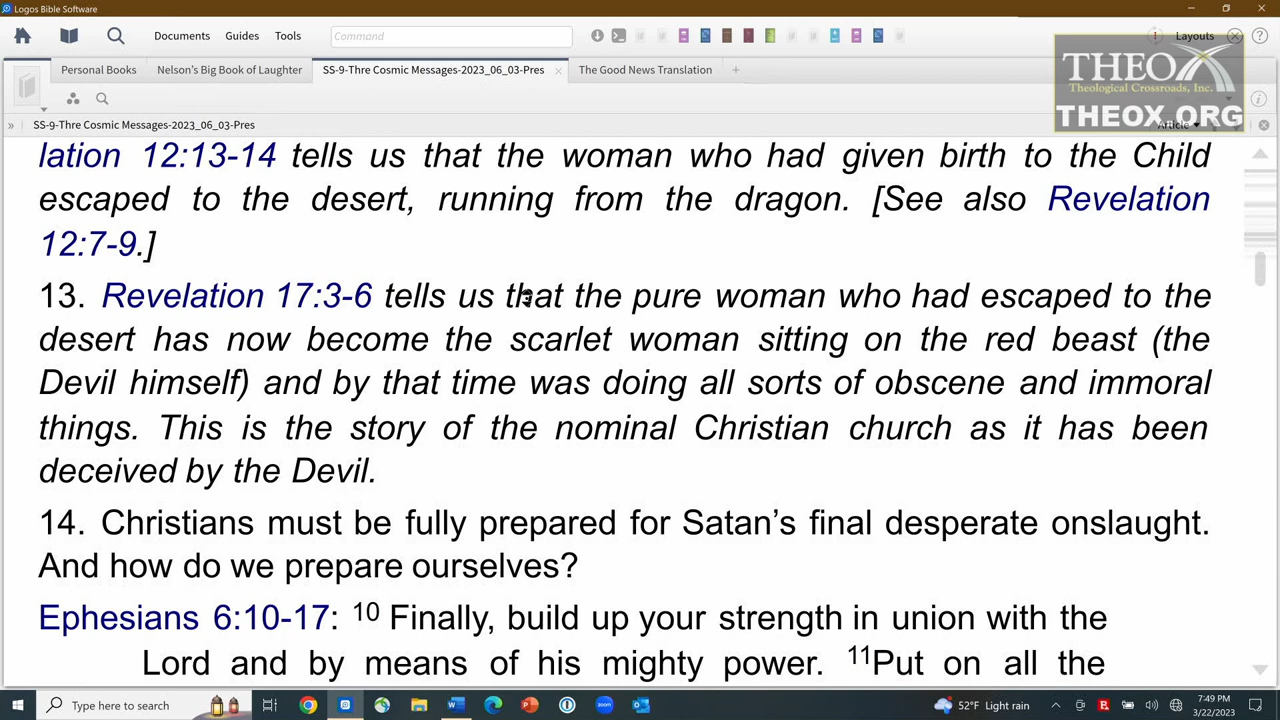 Logos Bible Software
Documents Guides Tools Command Layouts
THEOX
Theological Crossroads, Inc.
THEOX.ORG
Personal Books Nelson's Big Book of Laughter SS-9-Thre Cosmic Messages-2023_06_03-Pres The Good News Translation
SS-9-Thre Cosmic Messages-2023_06_03-Pres Article
lation 12:13-14 tells us that the woman who had given birth to the Child
escaped to the desert, running from the dragon. [See also Revelation
12:7-9.]
13. Revelation 17:3-6 tells us that the pure woman who had escaped to the
desert has now become the scarlet woman sitting on the red beast (the
Devil himself) and by that time was doing all sorts of obscene and immoral
things. This is the story of the nominal Christian church as it has been
deceived by the Devil.
14. Christians must be fully prepared for Satan's final desperate onslaught.
And how do we prepare ourselves?
Ephesians 6:10-17: ¹⁰ Finally, build up your strength in union with the
Lord and by means of his mighty power. ¹¹Put on all the
Type here to search 52°F Light rain 7:49 PM
3/22/2023